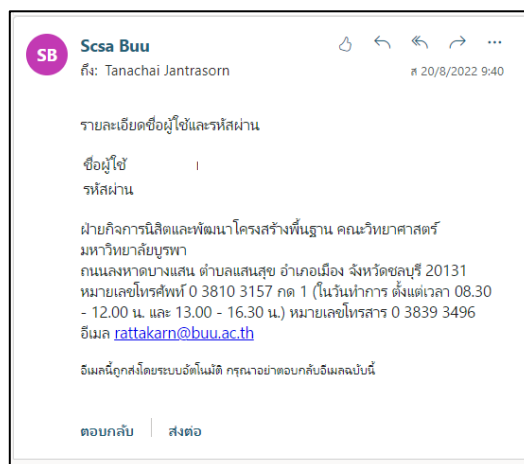 SB
Scsa Buu
ถึง: Tanachai Jantrasorn
ส 20/8/2022 9:40
รายละเอียดชื่อผู้ใช้และรหัสผ่าน
ชื่อผู้ใช้
รหัสผ่าน
ฝ่ายกิจการนิสิตและพัฒนาโครงสร้างพื้นฐาน คณะวิทยาศาสตร์
มหาวิทยาลัยบูรพา
ถนนลงหาดบางแสน ตำบลแสนสุข อำเภอเมือง จังหวัดชลบุรี 20131
หมายเลขโทรศัพท์ 0 3810 3157 กด 1 (ในวันทำการ ตั้งแต่เวลา 08.30
- 12.00 น. และ 13.00 - 16.30 น.) หมายเลขโทรสาร 0 3839 3496
อีเมล rattakarn@buu.ac.th
อีเมลนี้ถูกส่งโดยระบบอัตโนมัติ กรุณาอย่าตอบกลับอีเมลฉบับนี้
ตอบกลับ
ส่งต่อ